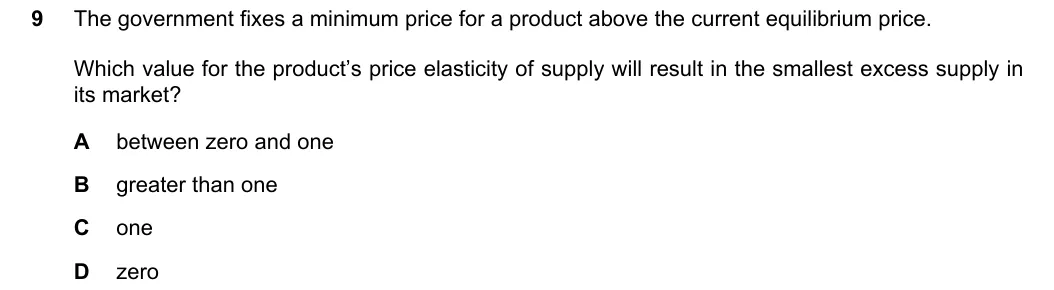 9 The government fixes a minimum price for a product above the current equilibrium price.
Which value for the product's price elasticity of supply will result in the smallest excess supply in
its market?
A between zero and one
B greater than one
C one
D zero